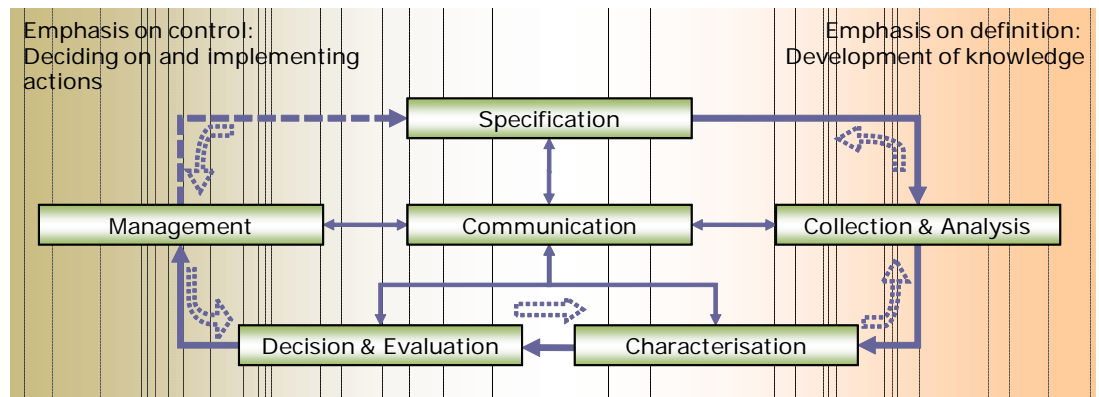 Emphasis on control:
Deciding on and implementing
actions
Emphasis on definition:
Development of knowledge
Specification
Management
Communication
Collection & Analysis
Decision & Evaluation
Characterisation